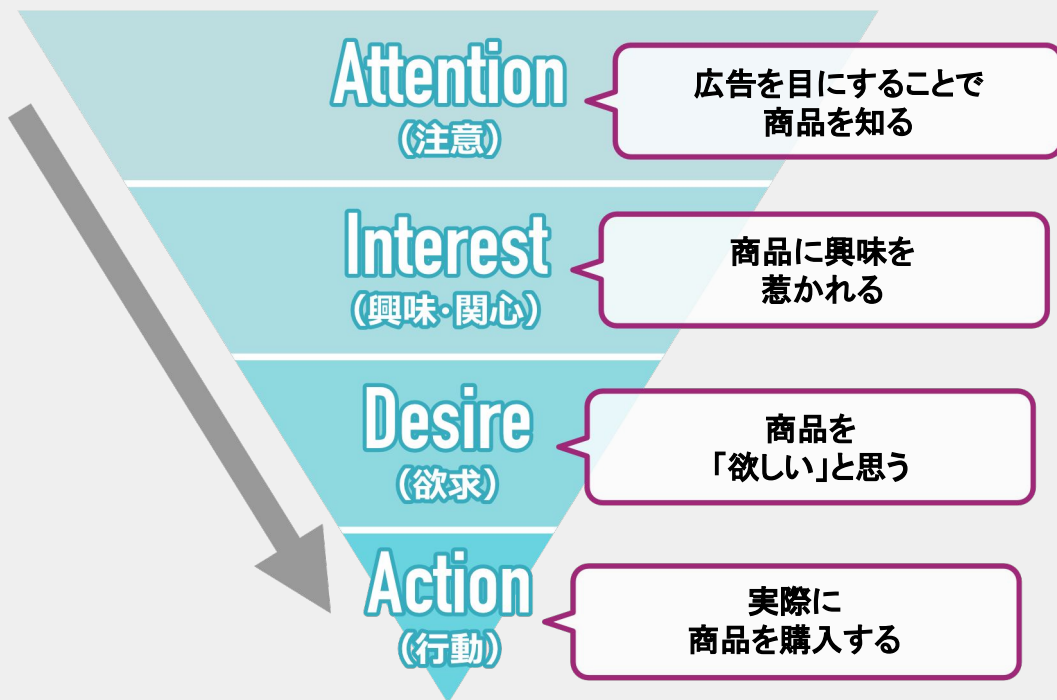 Attention
(注意)
広告を目にすることで
商品を知る
Interest
(興味・関心)
商品に興味を
惹かれる
Desire
(欲求)
商品を
「欲しい」と思う
Action
(行動)
実際に
商品を購入する